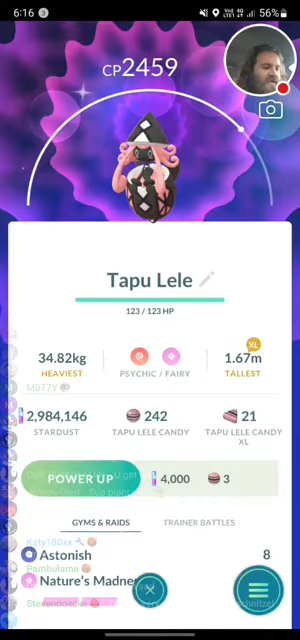 6:16
56%
CP2459
Tapu Lele
123 / 123 HP
XL
34.82kg
PSYCHIC / FAIRY
1.67m
HEAVIEST
TALLEST
M077Y
2,984,146
242
21
STARDUST
TAPU LELE CANDY
TAPU LELE CANDY XL
POWER UP
4,000
3
GYMS & RAIDS
TRAINER BATTLES
Katy180xx
Astonish
8
Pambulama
Nature's Madness